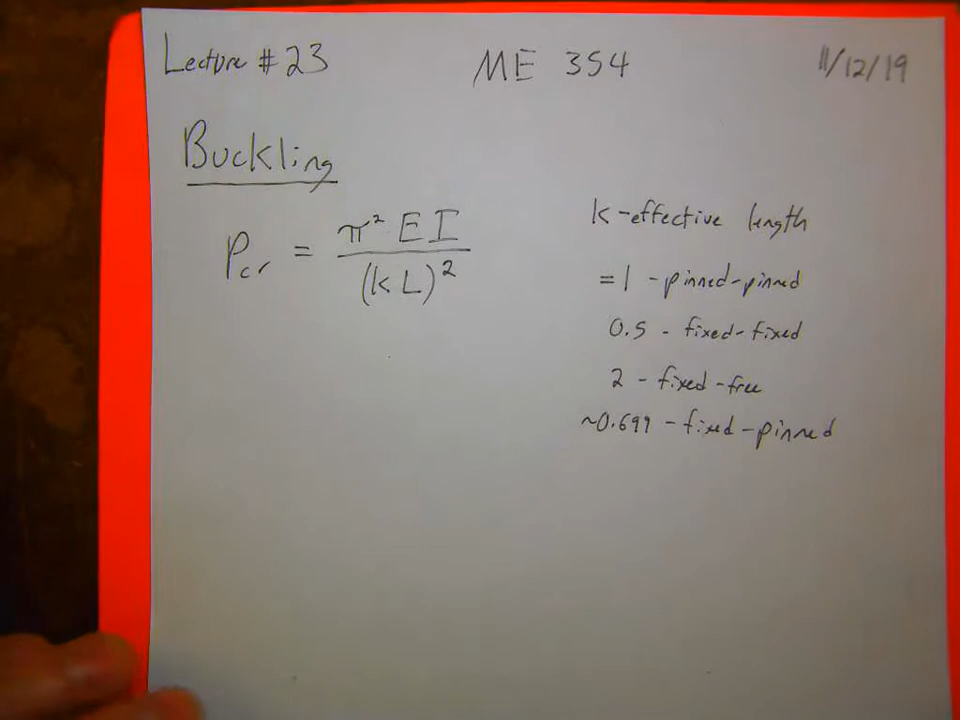 Lecture #23 ME 354 11/12/19
Buckling
Pcr = π² E I / (k L)²
k-effective length
=1 - pinned-pinned
0.5 - fixed-fixed
2 - fixed-free
~0.699 - fixed-pinned